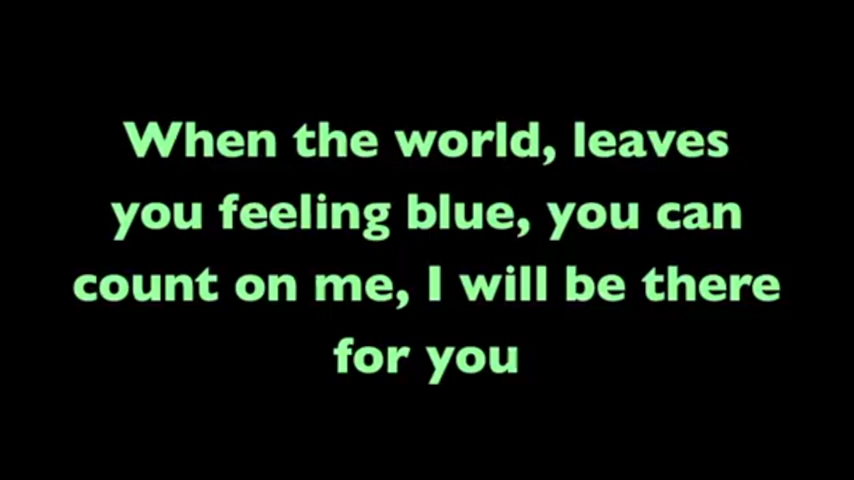 When the world, leaves
you feeling blue, you can
count on me, I will be there
for you